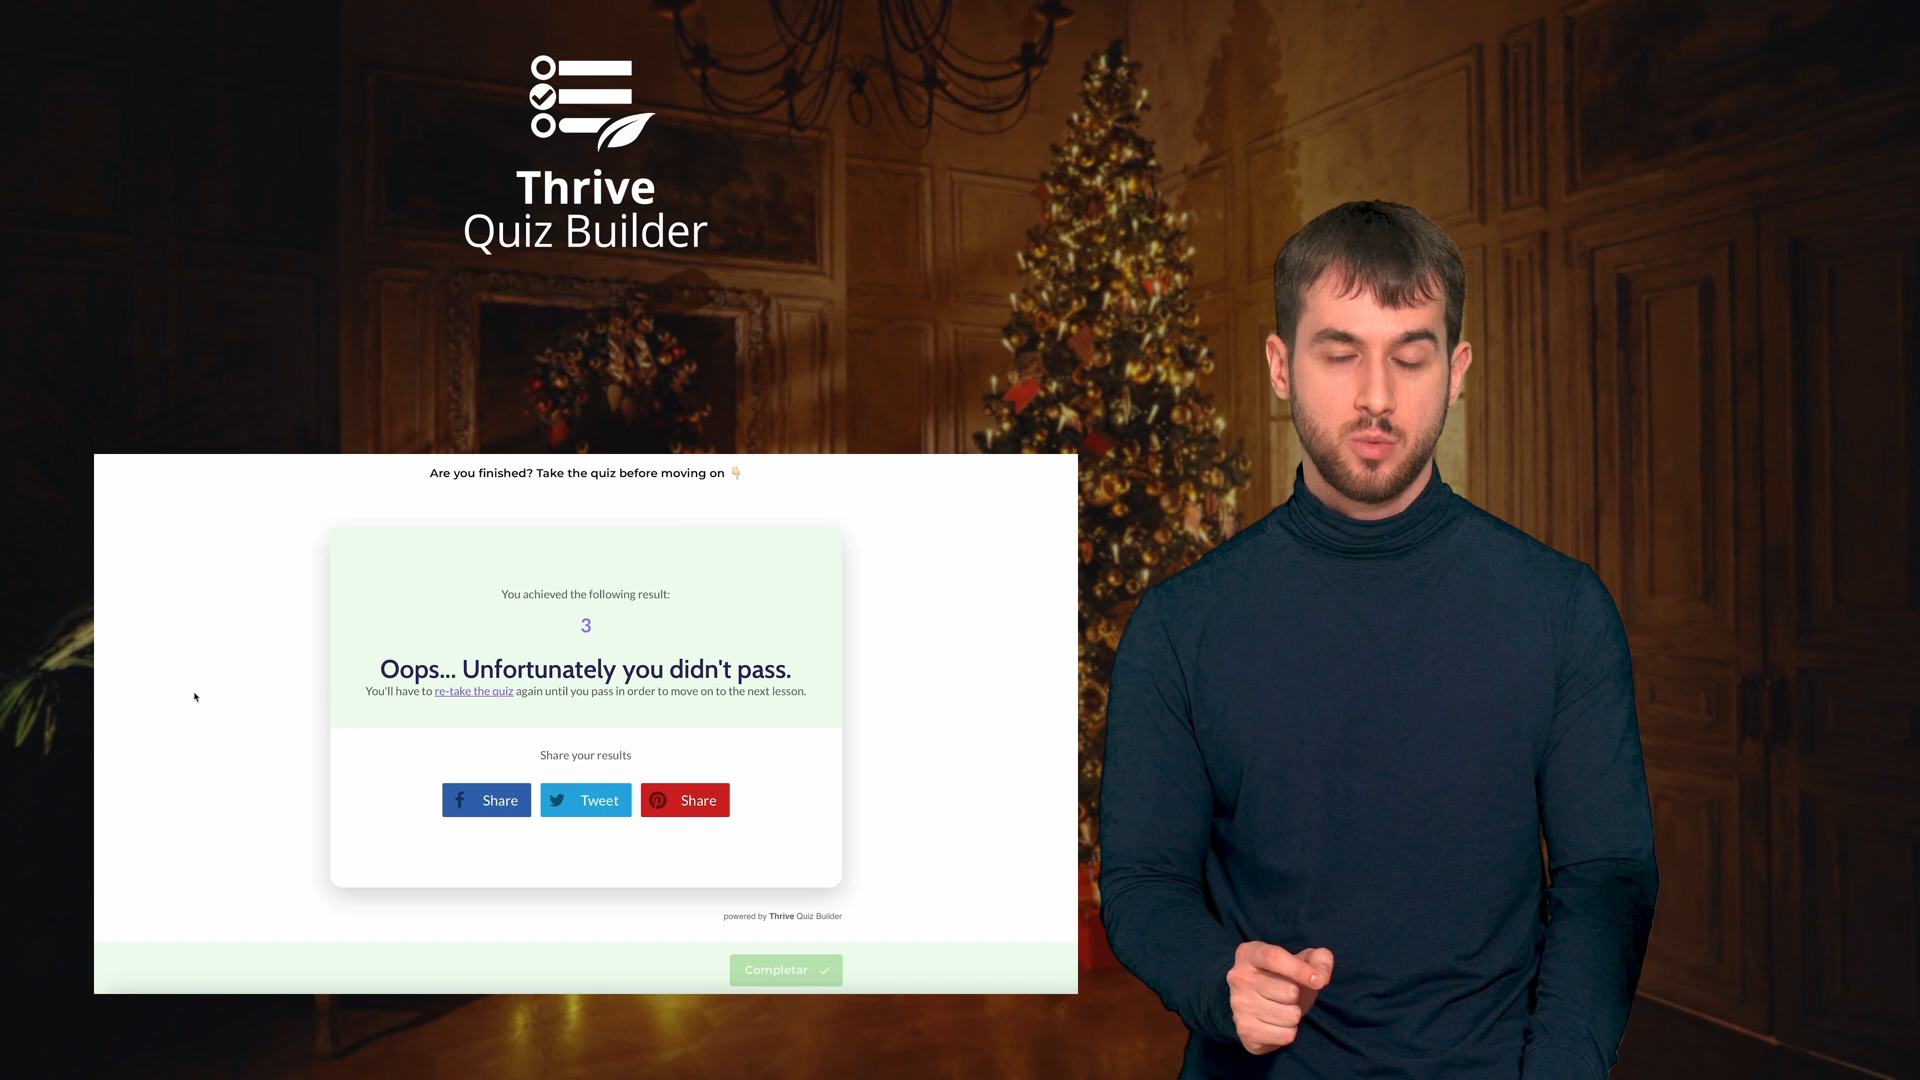 Thrive
Quiz Builder
Are you finished? Take the quiz before moving on 👇🏻
You achieved the following result:
3
Oops... Unfortunately you didn't pass.
You'll have to re-take the quiz again until you pass in order to move on to the next lesson.
Share your results
Share
Tweet
Share
powered by Thrive Quiz Builder
Completar